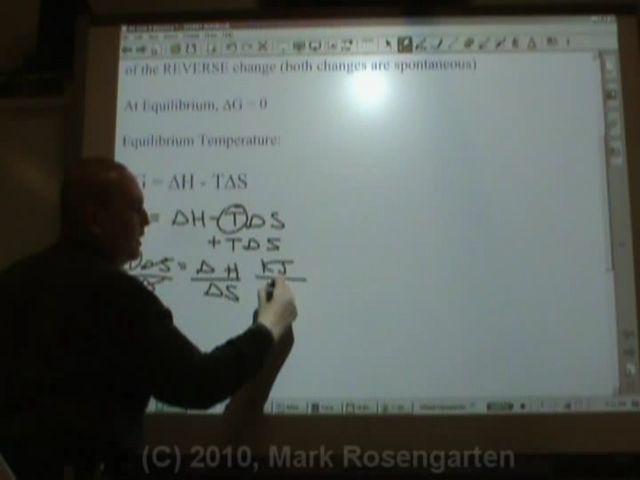 of the REVERSE change (both changes are spontaneous)
At Equilibrium, ΔG = 0
Equilibrium Temperature:
= ΔH - TΔS
= ΔH - TΔS
+ TΔS
= ΔH KJ
ΔS
(C) 2010, Mark Rosengarten